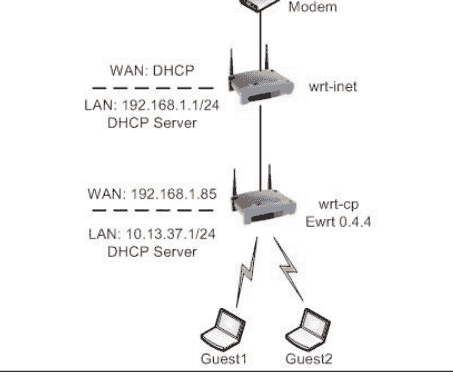 Modem
WAN: DHCP
wrt-inet
LAN: 192.168.1.1/24
DHCP Server
WAN: 192.168.1.85
wrt-cp
Ewrt 0.4.4
LAN: 10.13.37.1/24
DHCP Server
Guest1
Guest2